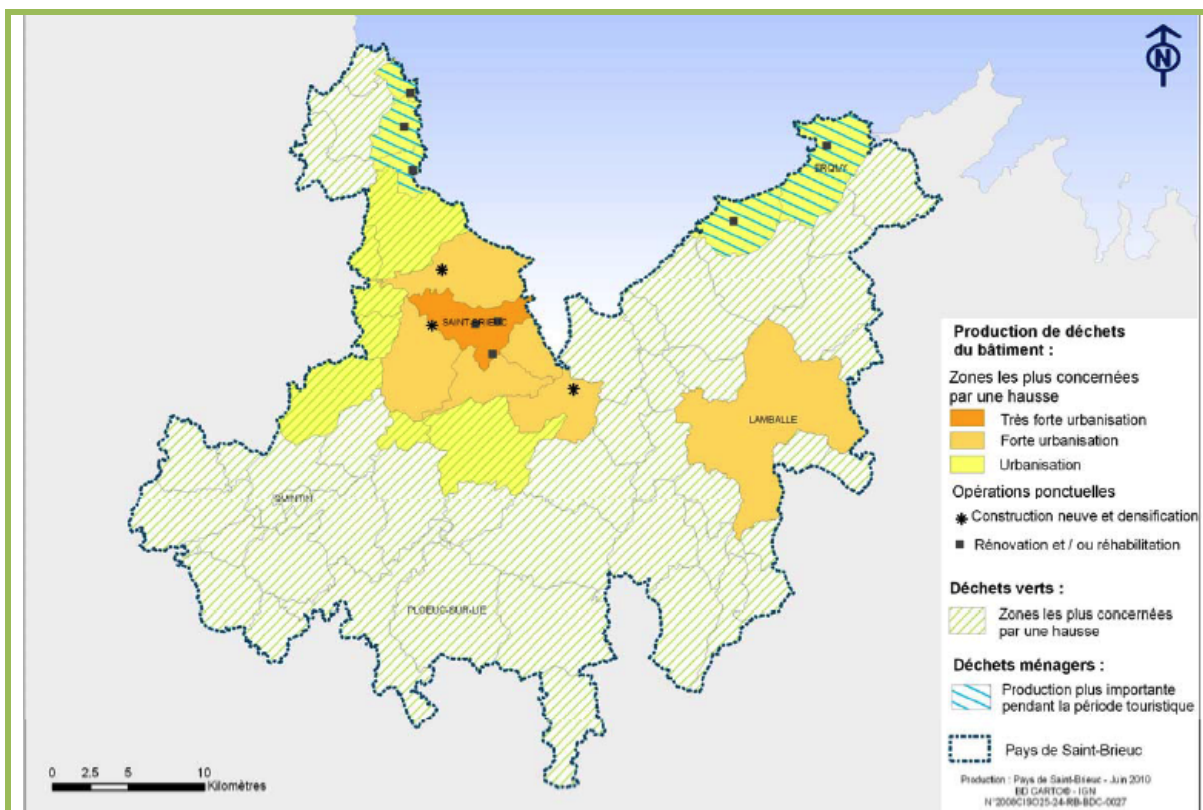 N
ERQUY
SAINT-BRIEUC
LAMBALLE
QUINTIN
PLOEUC-SUR-LIE
Production de déchets
du bâtiment :
Zones les plus concernées
par une hausse
Très forte urbanisation
Forte urbanisation
Urbanisation
Opérations ponctuelles
Construction neuve et densification
Rénovation et / ou réhabilitation
Déchets verts :
Zones les plus concernées
par une hausse
Déchets ménagers :
Production plus importante
pendant la période touristique
Pays de Saint-Brieuc
0 2.5 5 10
Kilomètres
Production : Pays de Saint-Brieuc - Juin 2010
BD CARTO® - IGN